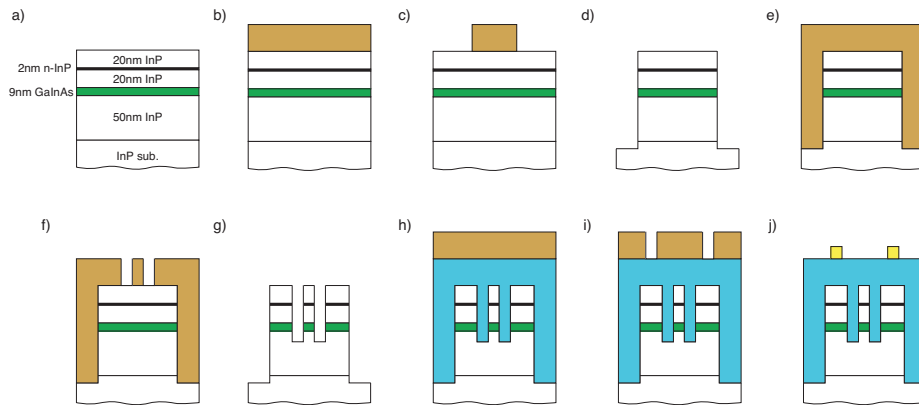 a)
b)
c)
d)
e)
20nm InP
2nm n-InP
20nm InP
9nm GaInAs
50nm InP
InP sub.
f)
g)
h)
i)
j)